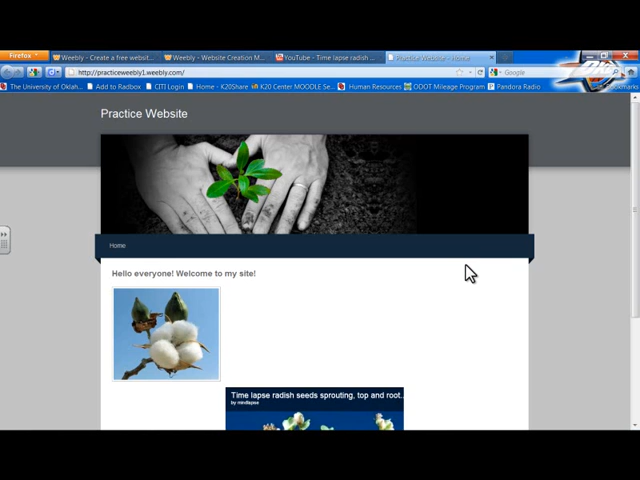 Firefox
Weebly - Create a free websit...
Weebly - Website Creation M...
YouTube - Time lapse radish ...
Practice Website - Home
http://practiceweebly1.weebly.com/
Google
The University of Oklah...
Add to Radbox
CITI Login
Home - K20Share
K20 Center MOODLE Se...
Human Resources
ODOT Mileage Program
Pandora Radio
Bookmarks
Practice Website
Home
Hello everyone! Welcome to my site!
Time lapse radish seeds sprouting, top and root...
by mindlapse